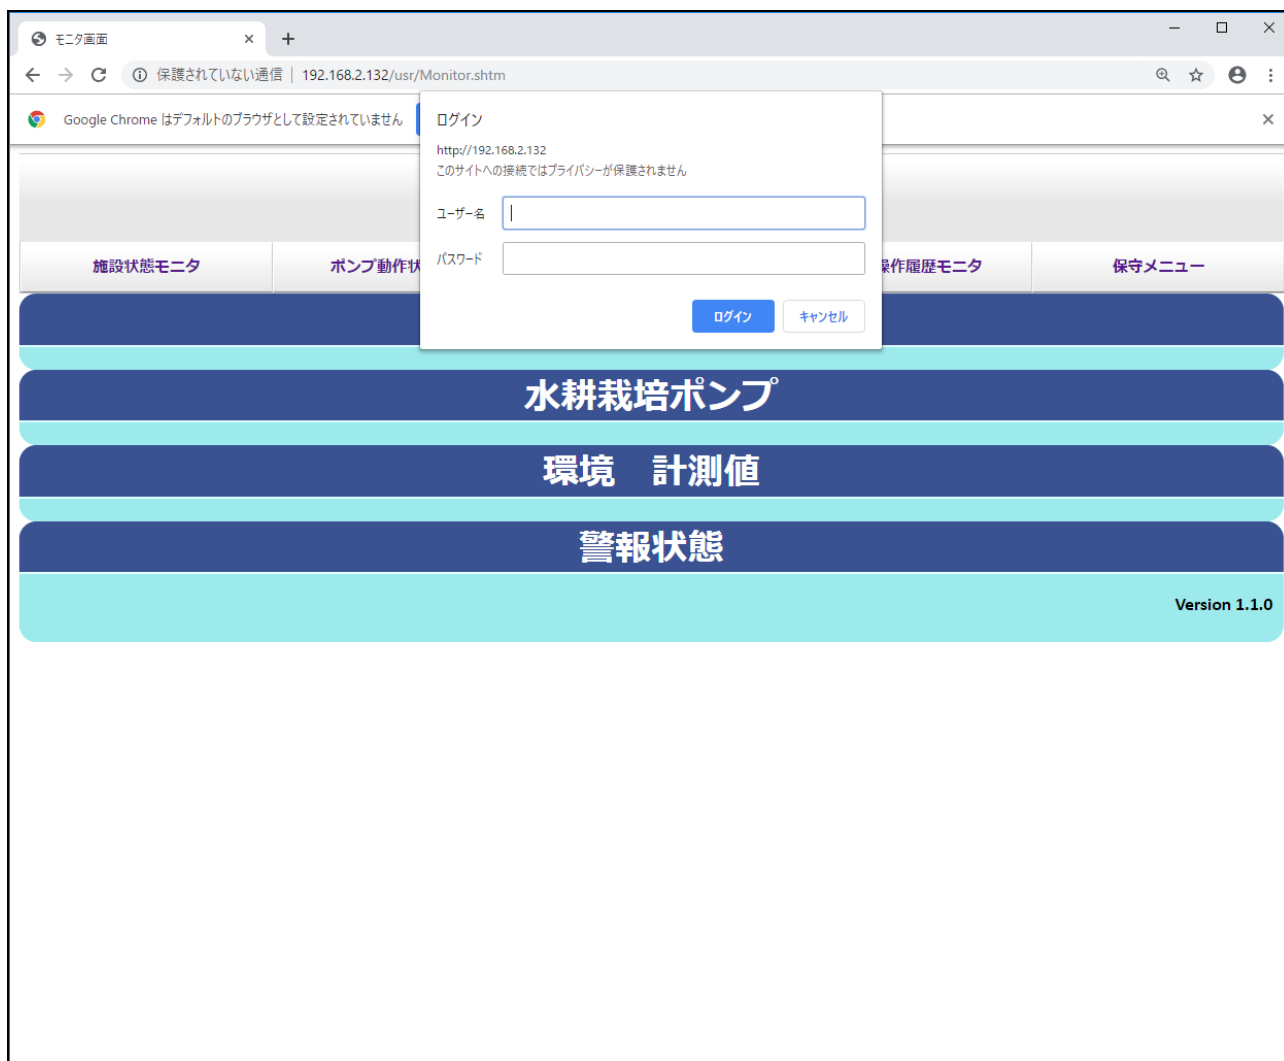 モニタ画面
保護されていない通信 | 192.168.2.132/usr/Monitor.shtm
Google Chrome はデフォルトのブラウザとして設定されていません
ログイン
http://192.168.2.132
このサイトへの接続ではプライバシーが保護されません
ユーザー名
パスワード
ログイン キャンセル
施設状態モニタ ポンプ動作状 操作履歴モニタ 保守メニュー
水耕栽培ポンプ
環境 計測値
警報状態
Version 1.1.0